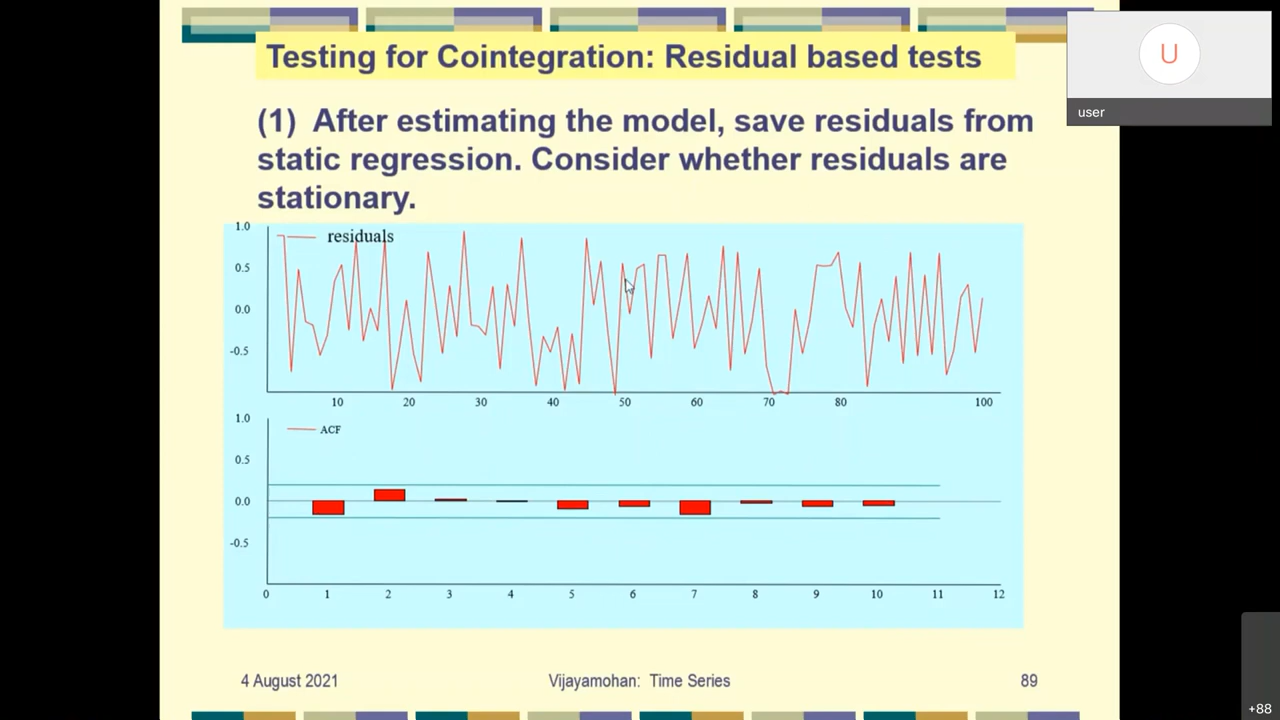 Testing for Cointegration: Residual based tests
U
user
(1) After estimating the model, save residuals from
static regression. Consider whether residuals are
stationary.
1.0
residuals
0.5
0.0
-0.5
10 20 30 40 50 60 70 80 100
1.0
ACF
0.5
0.0
-0.5
0 1 2 3 4 5 6 7 8 9 10 11 12
4 August 2021 Vijayamohan: Time Series 89
+88